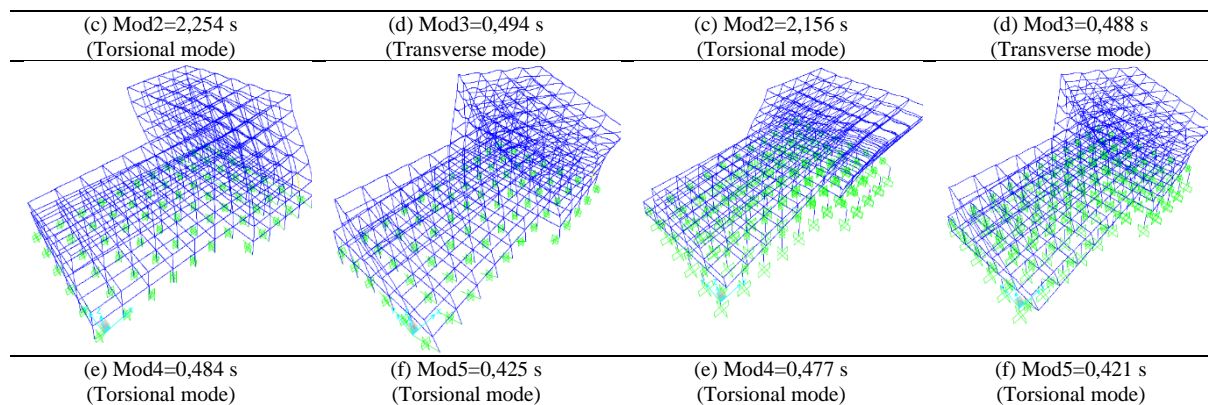 (c) Mod2=2,254 s
(Torsional mode)
(d) Mod3=0,494 s
(Transverse mode)
(c) Mod2=2,156 s
(Torsional mode)
(d) Mod3=0,488 s
(Transverse mode)
(e) Mod4=0,484 s
(Torsional mode)
(f) Mod5=0,425 s
(Torsional mode)
(e) Mod4=0,477 s
(Torsional mode)
(f) Mod5=0,421 s
(Torsional mode)